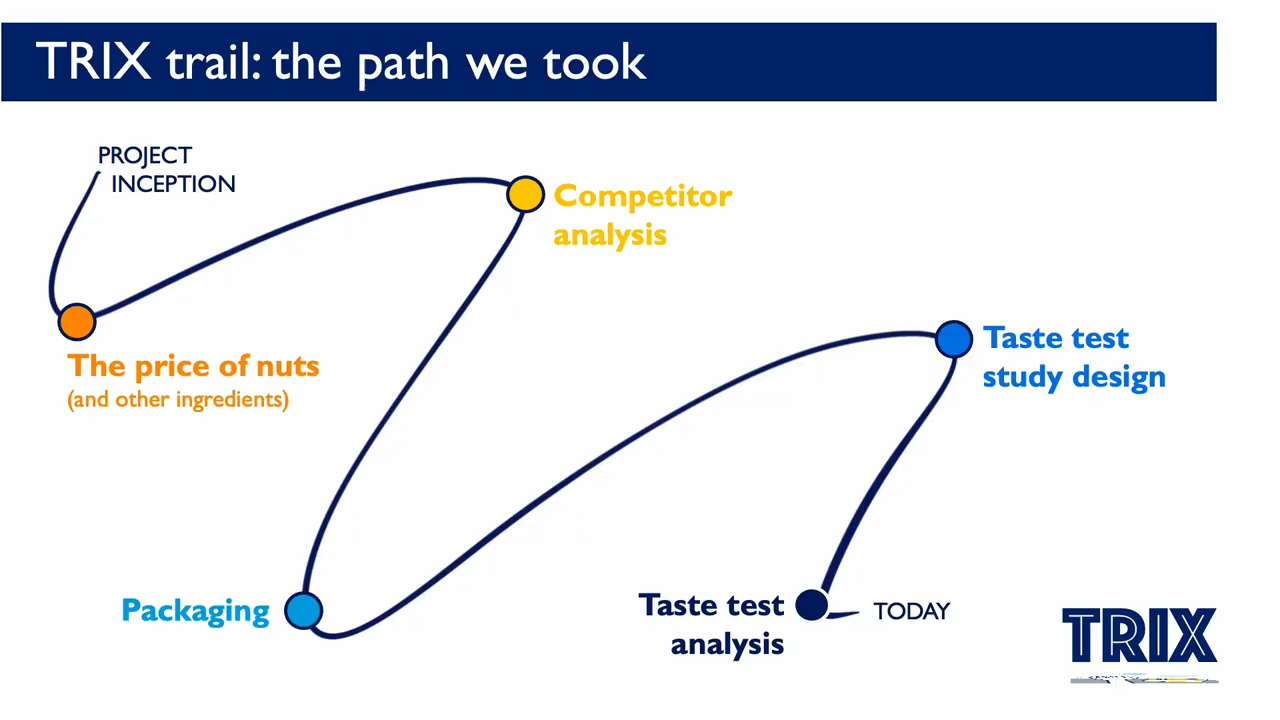 TRIX trail: the path we took
PROJECT
INCEPTION
Competitor
analysis
The price of nuts
(and other ingredients)
Taste test
study design
Packaging
Taste test
analysis
TODAY
TRIX